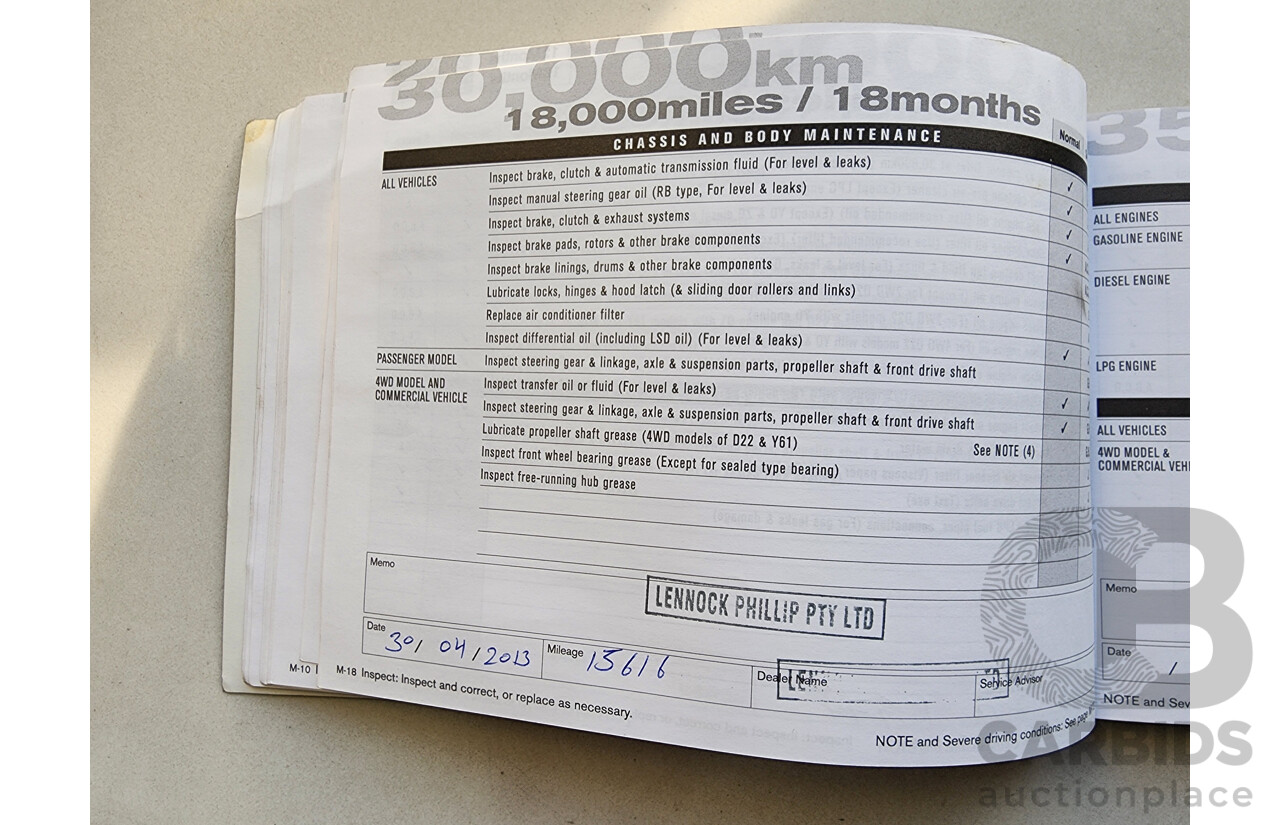 30,000km
18,000miles / 18months
CHASSIS AND BODY MAINTENANCE
Normal
ALL VEHICLES
Inspect brake, clutch & automatic transmission fluid (For level & leaks) ✓
Inspect manual steering gear oil (RB type, For level & leaks) ✓
Inspect brake, clutch & exhaust systems ✓
Inspect brake pads, rotors & other brake components ✓
Inspect brake linings, drums & other brake components
Lubricate locks, hinges & hood latch (& sliding door rollers and links)
Replace air conditioner filter
Inspect differential oil (including LSD oil) (For level & leaks) ✓
PASSENGER MODEL
Inspect steering gear & linkage, axle & suspension parts, propeller shaft & front drive shaft
4WD MODEL AND
COMMERCIAL VEHICLE
Inspect transfer oil or fluid (For level & leaks) ✓
Inspect steering gear & linkage, axle & suspension parts, propeller shaft & front drive shaft ✓
Lubricate propeller shaft grease (4WD models of D22 & Y61) See NOTE (4)
Inspect front wheel bearing grease (Except for sealed type bearing)
Inspect free-running hub grease
Memo
LENNOCK PHILLIP PTY LTD
Date 30/ 04 / 2013
Mileage 15616
Dealer Name
Service Advisor
M-10
M-18 Inspect: Inspect and correct, or replace as necessary.
NOTE and Severe driving conditions: See page
35
ALL ENGINES
GASOLINE ENGINE
DIESEL ENGINE
LPG ENGINE
ALL VEHICLES
4WD MODEL &
COMMERCIAL VEHI
Memo
Date /
NOTE and Sev
CB
CARBIDS
auctionplace